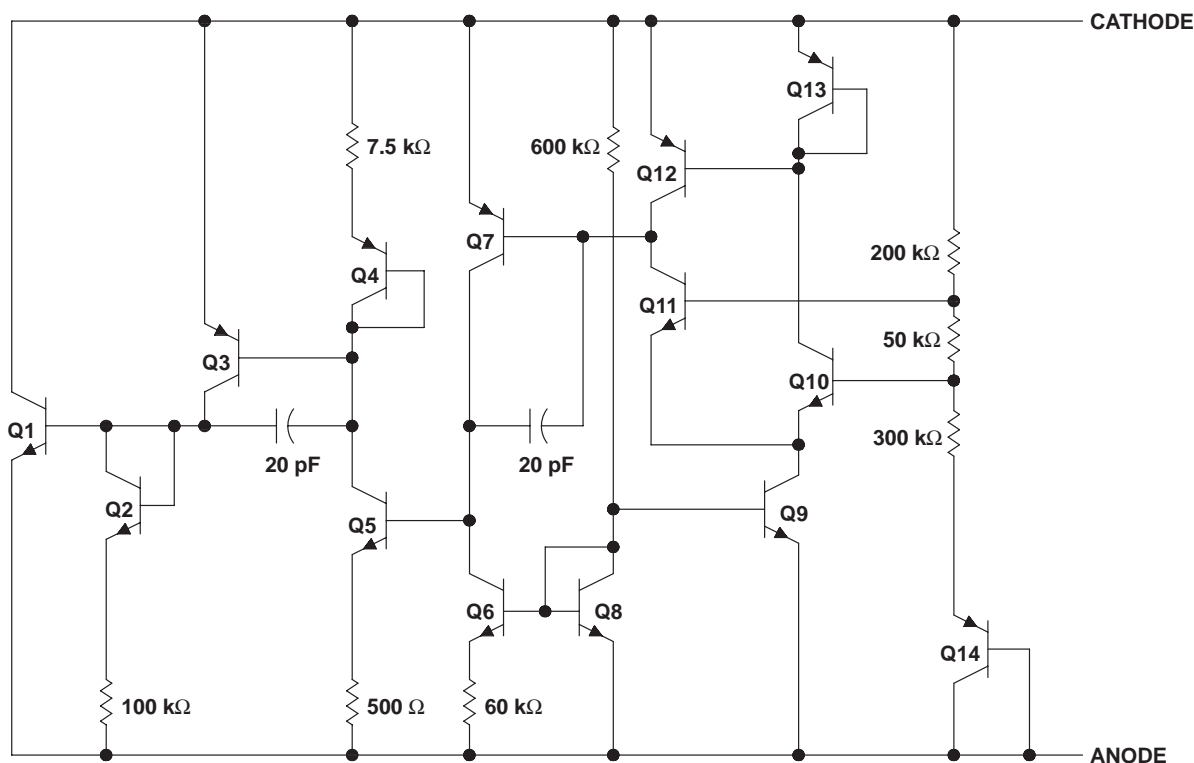 CATHODE
Q13
7.5 kΩ
600 kΩ
Q12
Q7
200 kΩ
Q4
Q11
50 kΩ
Q3
Q10
300 kΩ
Q1
20 pF
20 pF
Q2
Q5
Q9
Q6
Q8
Q14
100 kΩ
500 Ω
60 kΩ
ANODE